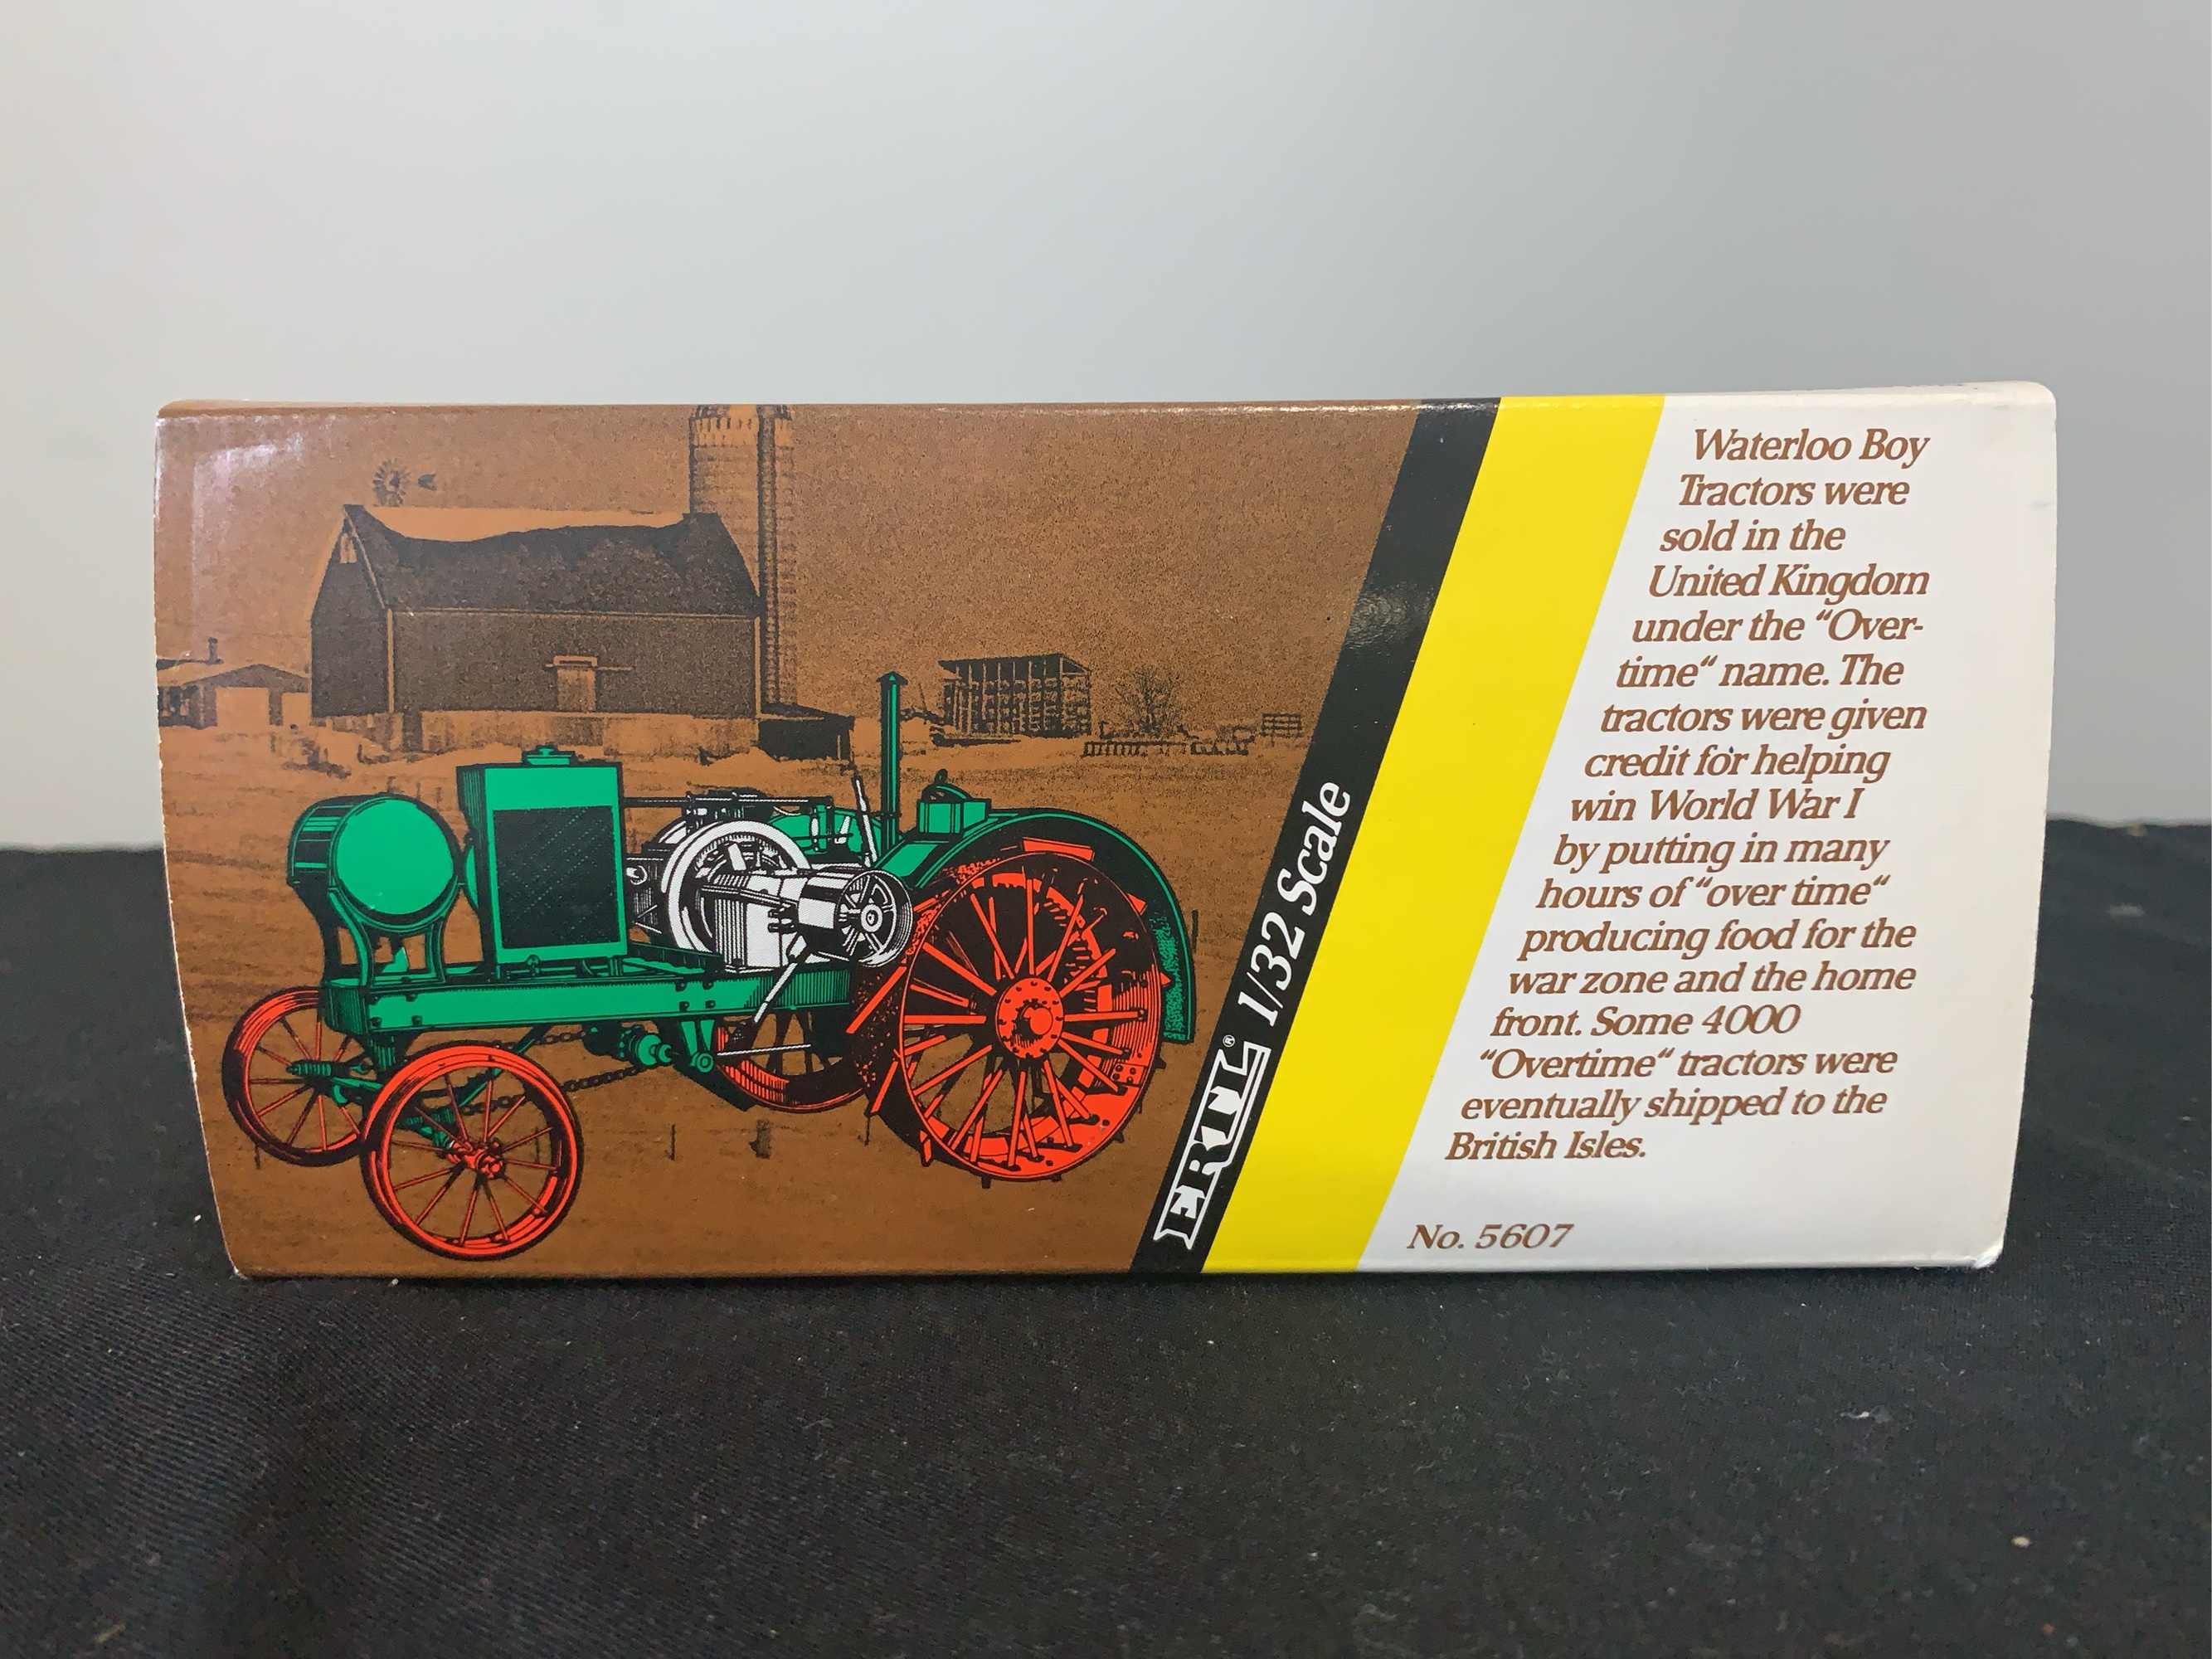 Waterloo Boy
Tractors were
sold in the
United Kingdom
under the “Over-
time“ name. The
tractors were given
credit for helping
win World War I
by putting in many
hours of “over time“
producing food for the
war zone and the home
front. Some 4000
“Overtime“ tractors were
eventually shipped to the
British Isles.
No. 5607
ERTL® 1/32 Scale